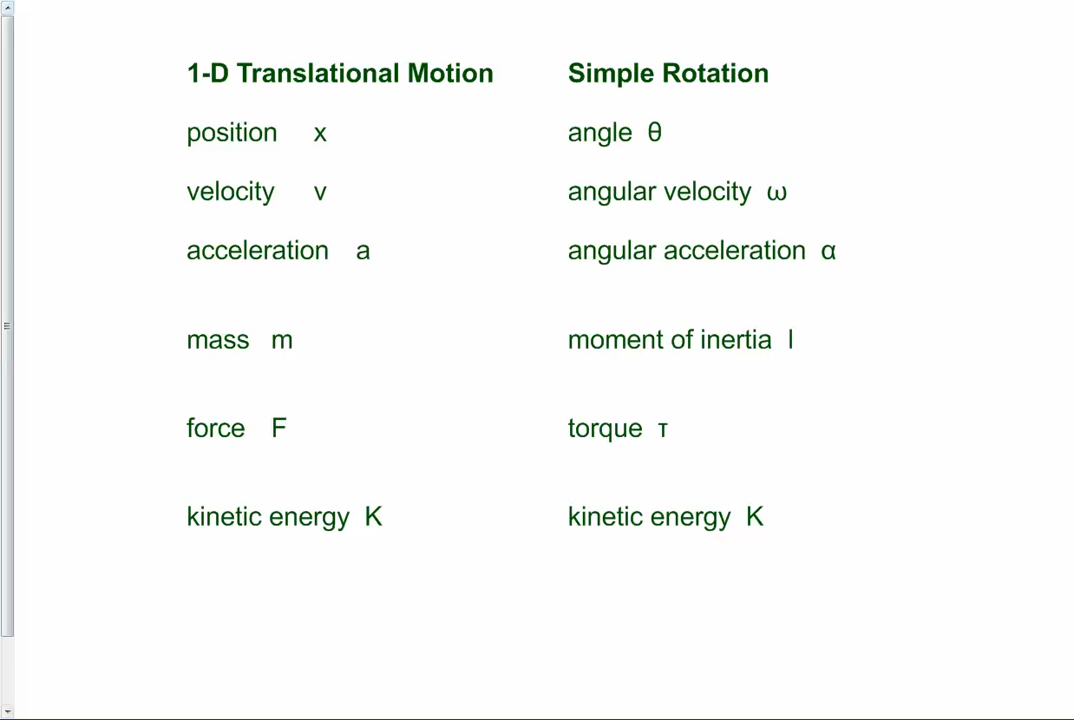 1-D Translational Motion Simple Rotation
position x angle θ
velocity v angular velocity ω
acceleration a angular acceleration α
mass m moment of inertia I
force F torque τ
kinetic energy K kinetic energy K